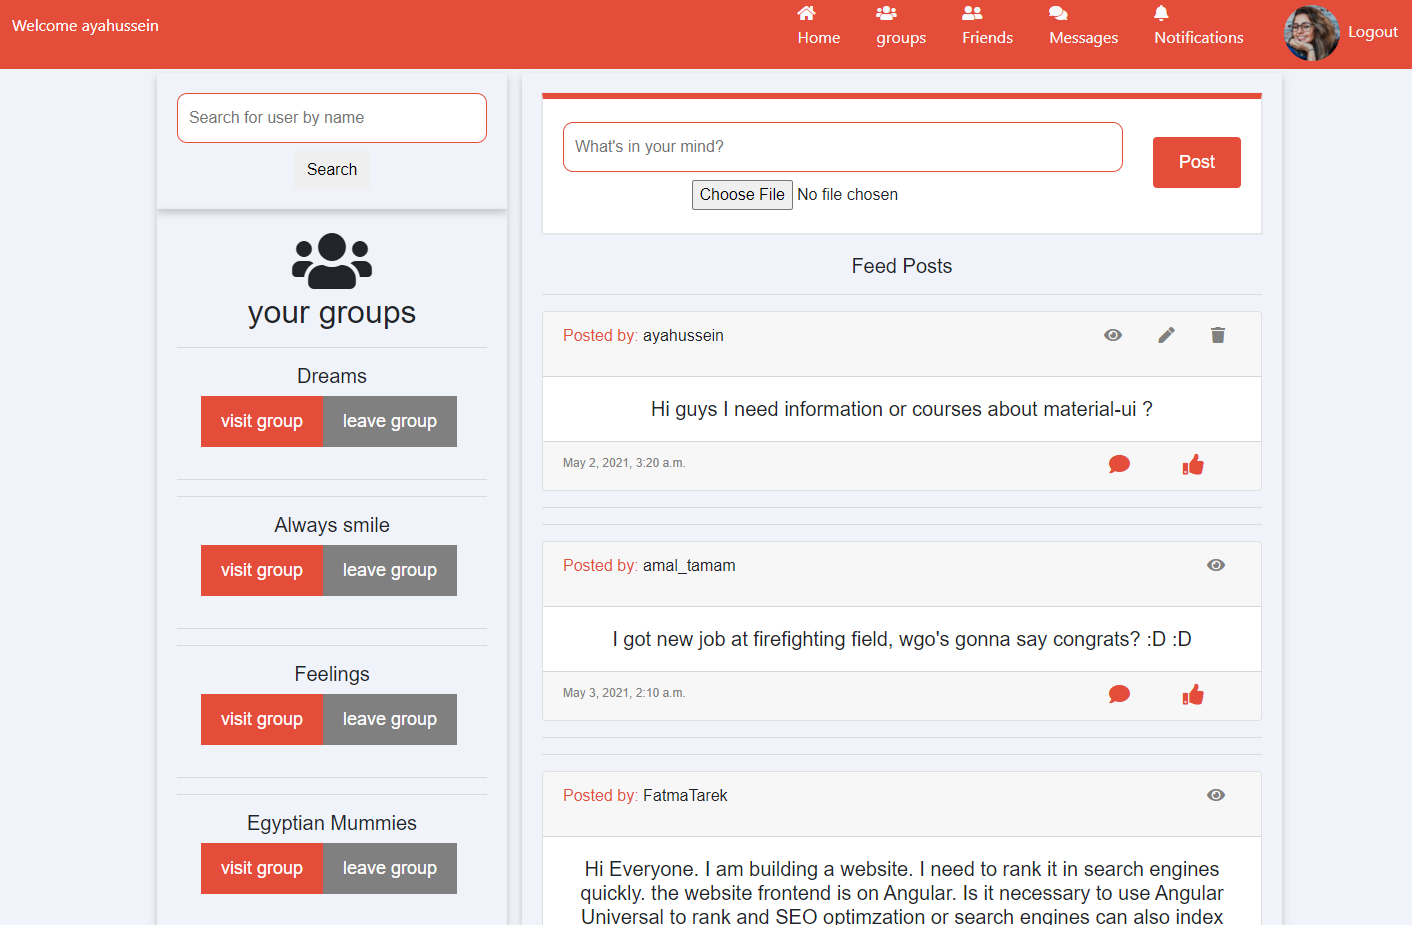 Welcome ayahussein
Home
groups
Friends
Messages
Notifications
Logout
Search for user by name
Search
your groups
Dreams
visit group
leave group
Always smile
visit group
leave group
Feelings
visit group
leave group
Egyptian Mummies
visit group
leave group
What's in your mind?
Post
Choose File No file chosen
Feed Posts
Posted by: ayahussein
Hi guys I need information or courses about material-ui ?
May 2, 2021, 3:20 a.m.
Posted by: amal_tamam
I got new job at firefighting field, wgo's gonna say congrats? :D :D
May 3, 2021, 2:10 a.m.
Posted by: FatmaTarek
Hi Everyone. I am building a website. I need to rank it in search engines
quickly. the website frontend is on Angular. Is it necessary to use Angular
Universal to rank and SEO optimzation or search engines can also index